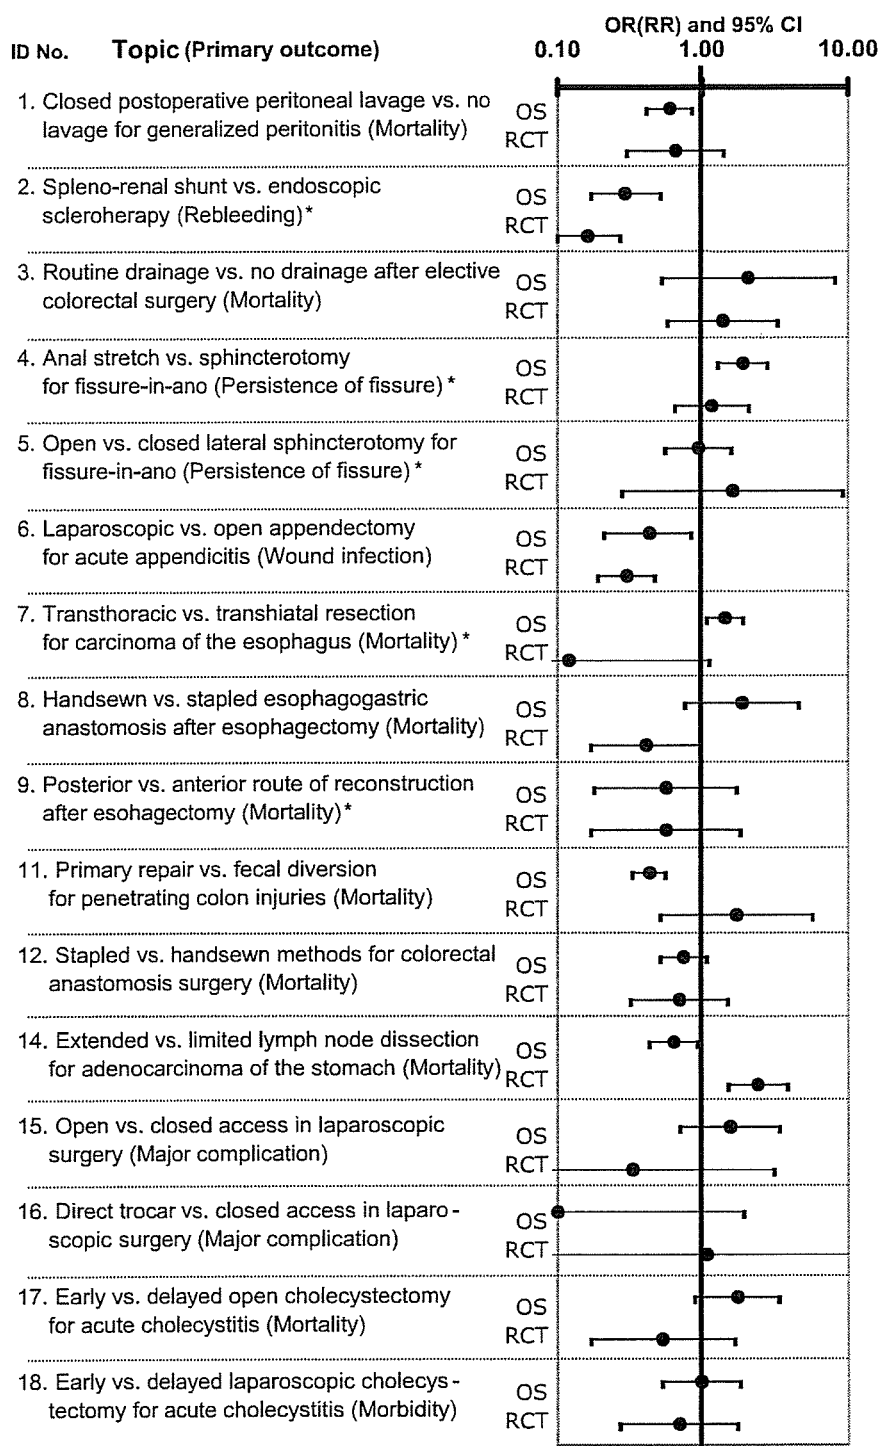 OR(RR) and 95% CI
ID No. Topic (Primary outcome) 0.10 1.00 10.00
1. Closed postoperative peritoneal lavage vs. no OS
lavage for generalized peritonitis (Mortality) RCT
2. Spleno-renal shunt vs. endoscopic OS
scleroherapy (Rebleeding)* RCT
3. Routine drainage vs. no drainage after elective OS
colorectal surgery (Mortality) RCT
4. Anal stretch vs. sphincterotomy OS
for fissure-in-ano (Persistence of fissure)* RCT
5. Open vs. closed lateral sphincterotomy for OS
fissure-in-ano (Persistence of fissure)* RCT
6. Laparoscopic vs. open appendectomy OS
for acute appendicitis (Wound infection) RCT
7. Transthoracic vs. transhiatal resection OS
for carcinoma of the esophagus (Mortality)* RCT
8. Handsewn vs. stapled esophagogastric OS
anastomosis after esophagectomy (Mortality) RCT
9. Posterior vs. anterior route of reconstruction OS
after esohagectomy (Mortality)* RCT
11. Primary repair vs. fecal diversion OS
for penetrating colon injuries (Mortality) RCT
12. Stapled vs. handsewn methods for colorectal OS
anastomosis surgery (Mortality) RCT
14. Extended vs. limited lymph node dissection OS
for adenocarcinoma of the stomach (Mortality) RCT
15. Open vs. closed access in laparoscopic OS
surgery (Major complication) RCT
16. Direct trocar vs. closed access in laparo- OS
scopic surgery (Major complication) RCT
17. Early vs. delayed open cholecystectomy OS
for acute cholecystitis (Mortality) RCT
18. Early vs. delayed laparoscopic cholecys- OS
tectomy for acute cholecystitis (Morbidity) RCT